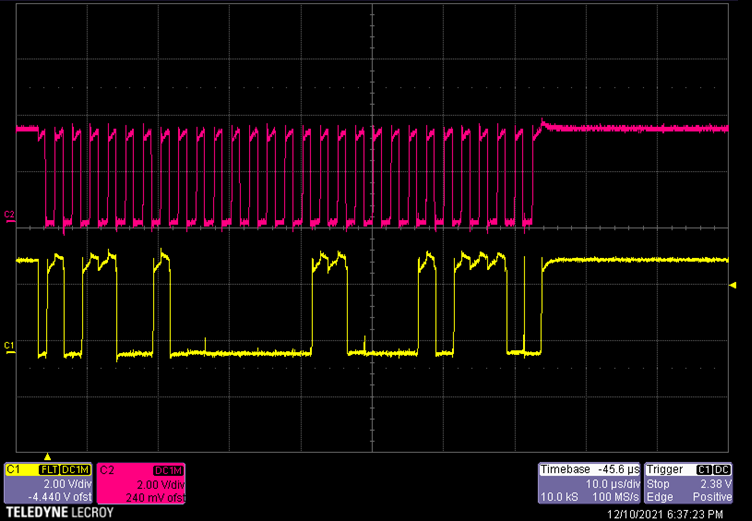 C2
C1
C1 FLT DC1M
2.00 V/div
-4.440 V ofst
C2 DC1M
2.00 V/div
240 mV ofst
Timebase -45.6 µs
10.0 µs/div
10.0 kS 100 MS/s
Trigger C1 DC
Stop 2.38 V
Edge Positive
TELEDYNE LECROY
12/10/2021 6:37:23 PM